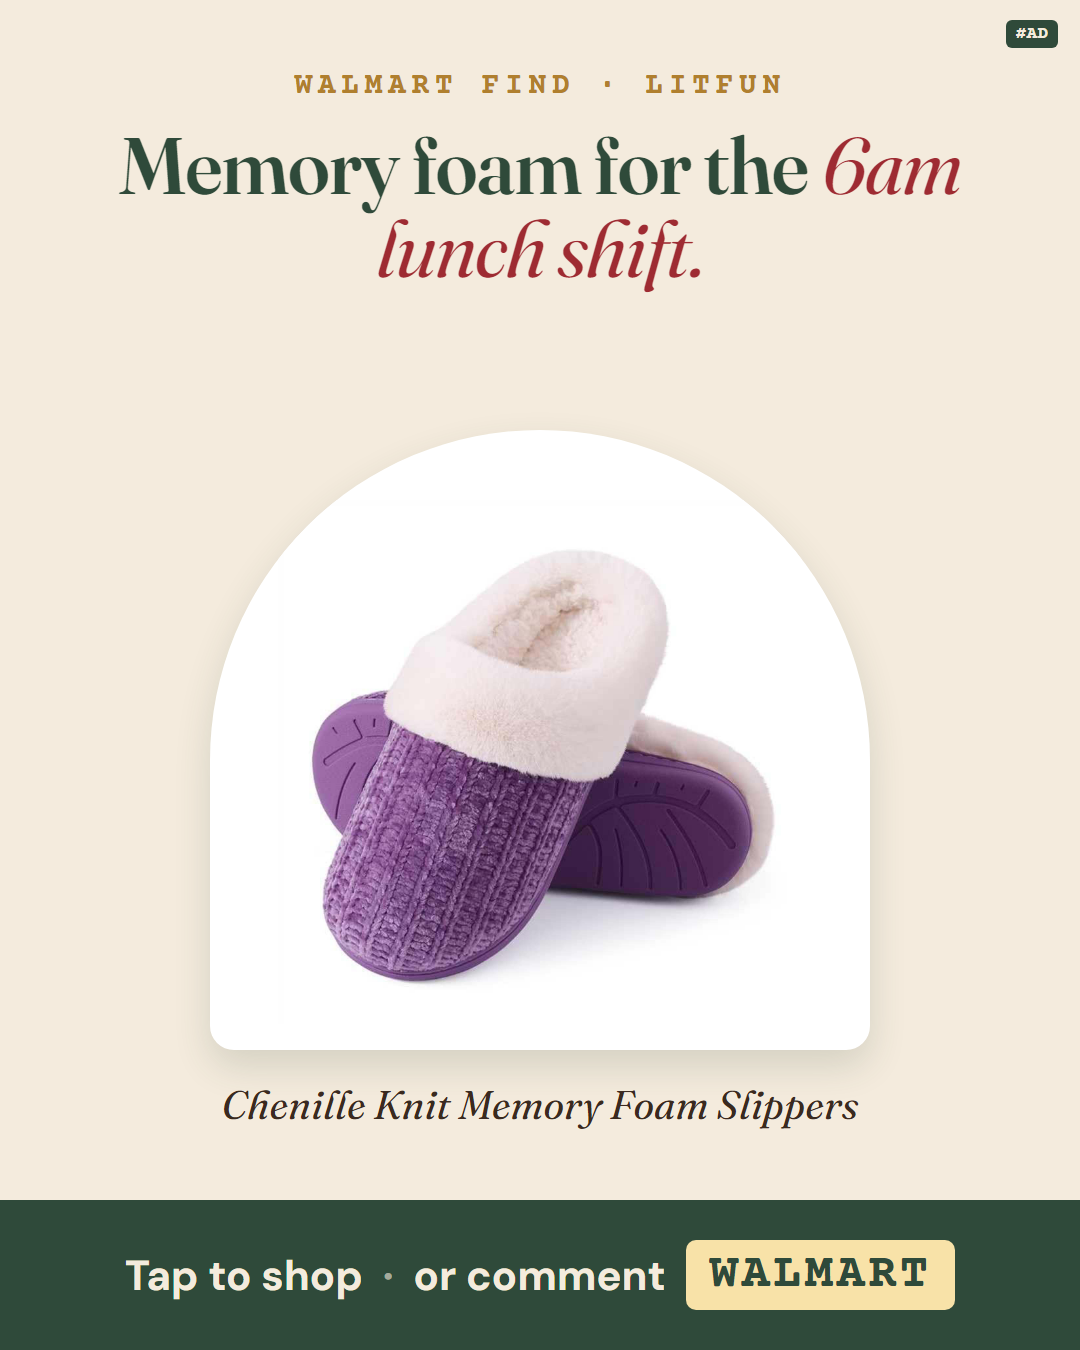 #AD
WALMART FIND · LITFUN
Memory foam for the 6am
lunch shift.
Chenille Knit Memory Foam Slippers
Tap to shop · or comment WALMART